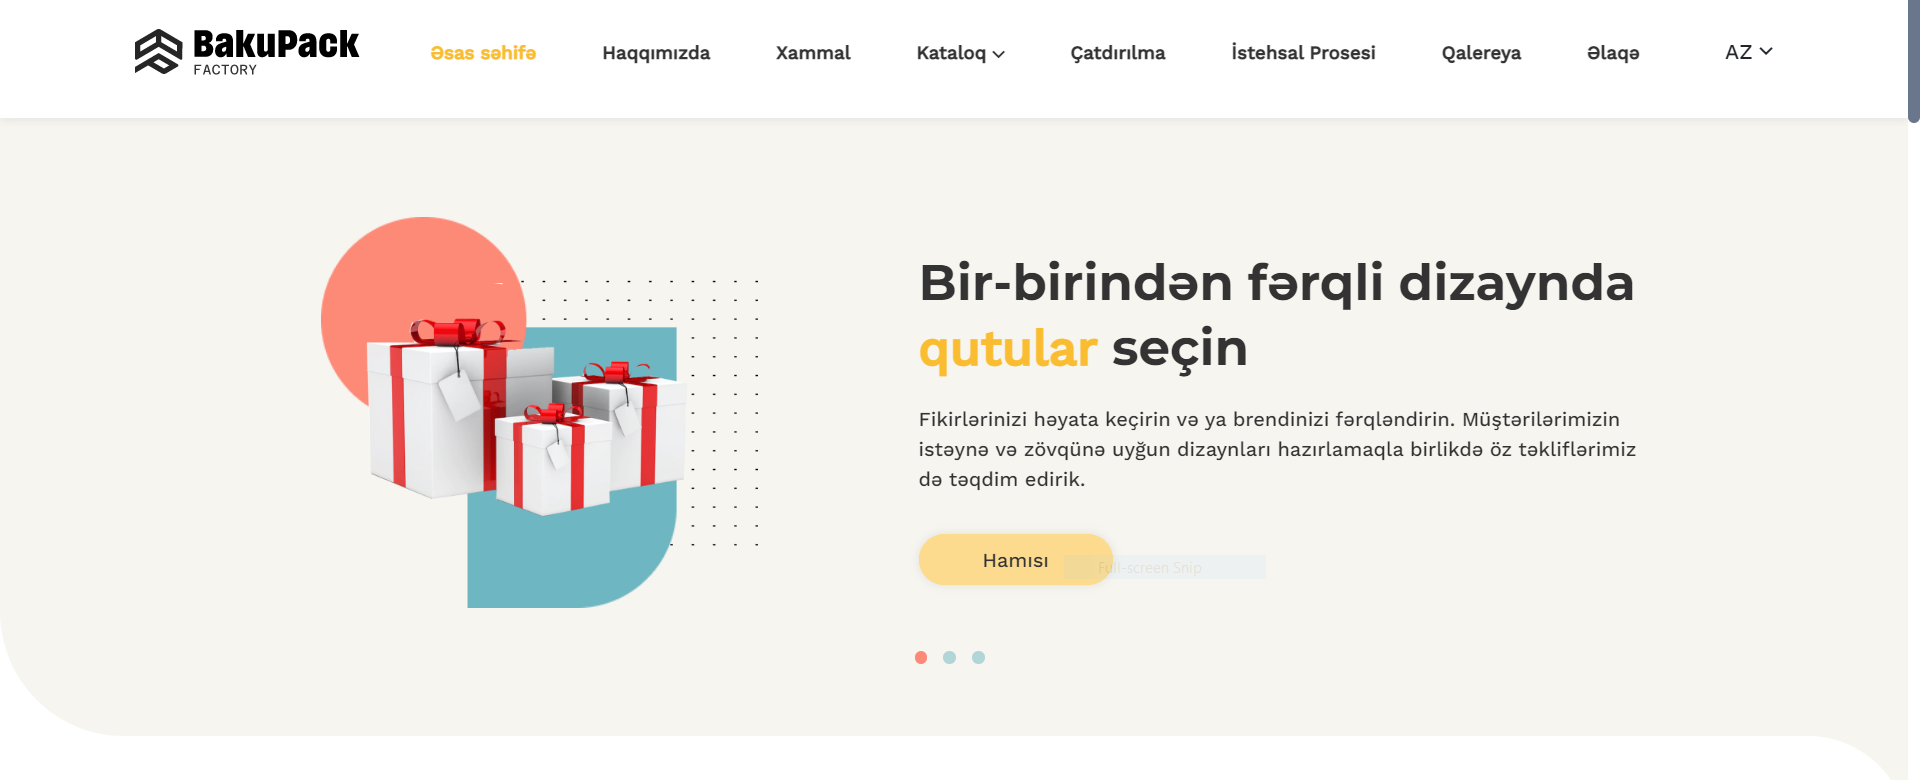 BakuPack
FACTORY
Əsas səhifə
Haqqımızda
Xammal
Kataloq
Çatdırılma
İstehsal Prosesi
Qalereya
Əlaqə
AZ
Bir-birindən fərqli dizaynda
qutular seçin
Fikirlərinizi həyata keçirin və ya brendinizi fərqləndirin. Müştərilərimizin
istəynə və zövqünə uyğun dizaynları hazırlamaqla birlikdə öz təkliflərimiz
də təqdim edirik.
Hamısı
Full-screen Snip